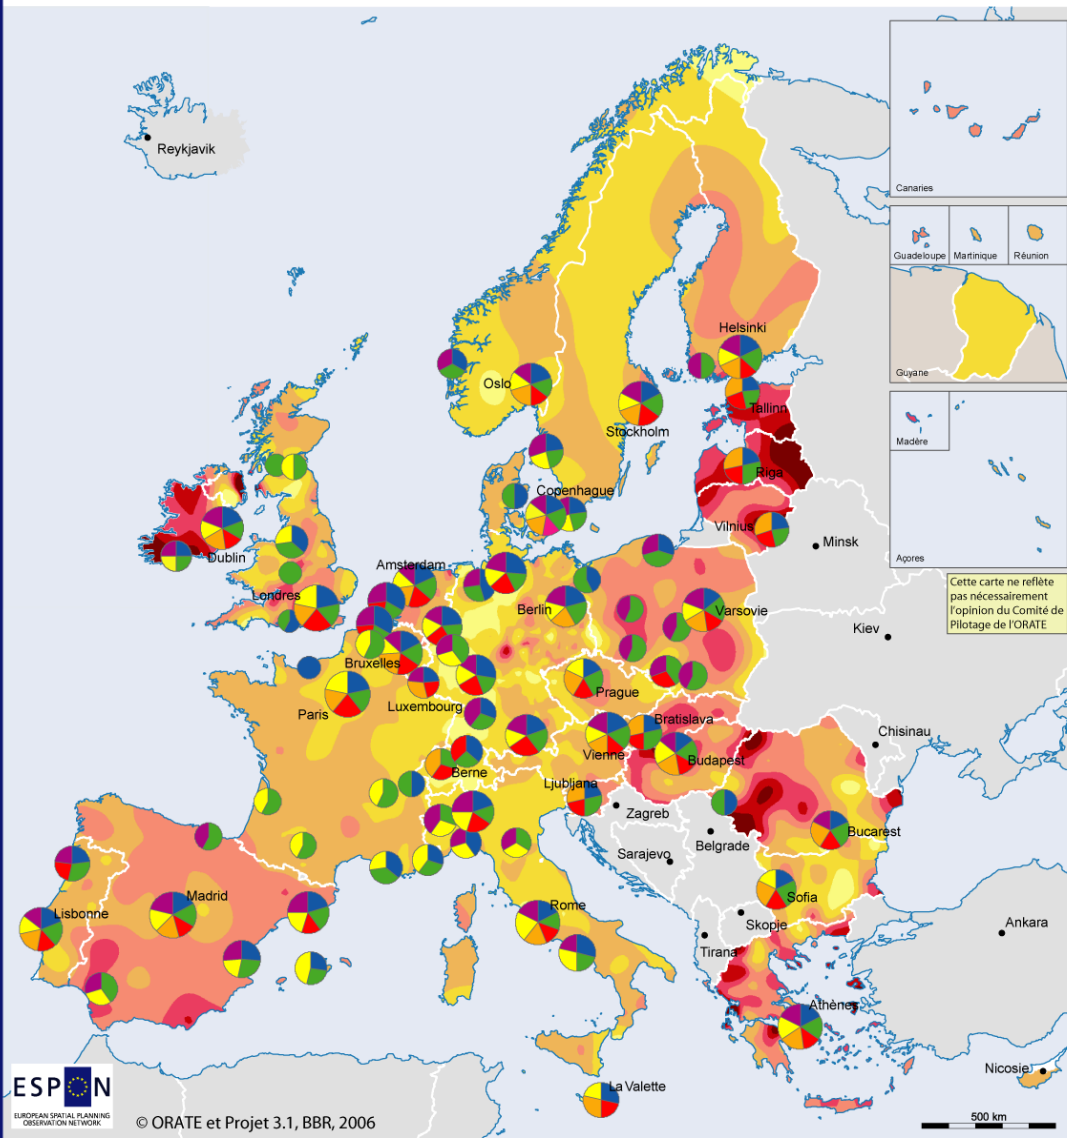 Reykjavik
Canaries
Guadeloupe
Martinique
Réunion
Guyane
Madère
Açores
Cette carte ne reflète
pas nécessairement
l'opinion du Comité de
Pilotage de l'ORATE
Helsinki
Oslo
Stockholm
Tallinn
Riga
Copenhague
Vilnius
Minsk
Dublin
Amsterdam
Londres
Berlin
Varsovie
Kiev
Bruxelles
Prague
Paris
Luxembourg
Bratislava
Vienne
Budapest
Chisinau
Berne
Ljubljana
Zagreb
Belgrade
Bucarest
Sarajevo
Sofia
Madrid
Lisbonne
Rome
Skopje
Tirana
Ankara
Athènes
Nicosie
La Valette
500 km
ESPON
EUROPEAN SPATIAL PLANNING
OBSERVATION NETWORK
© ORATE et Projet 3.1, BBR, 2006